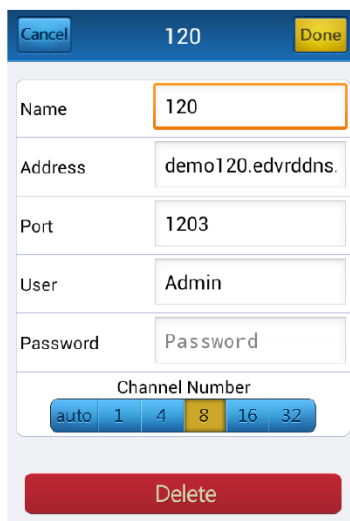 Cancel 120 Done
Name 120
Address demo120.edvrddns.
Port 1203
User Admin
Password Password
Channel Number
auto 1 4 8 16 32
Delete